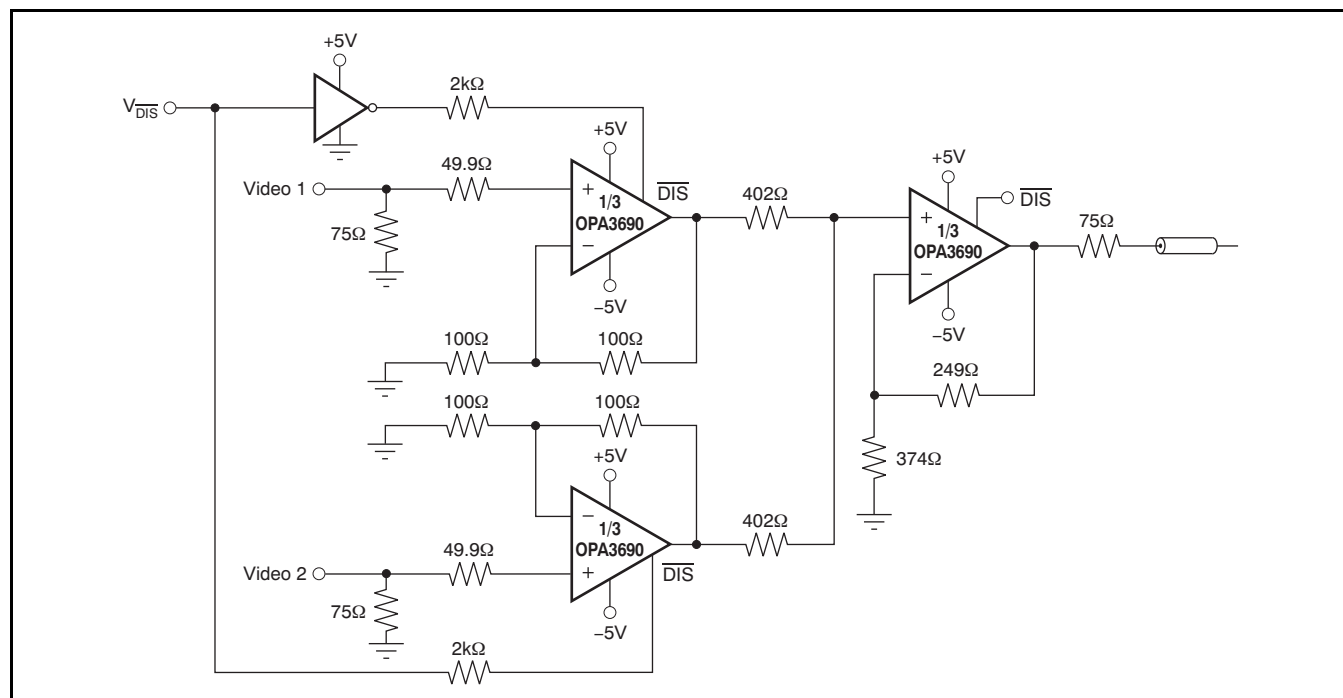 +5V
V DIS
2kΩ
+5V
Video 1
49.9Ω
DIS
+
1/3
OPA3690
−
75Ω
−5V
402Ω
+5V
DIS
+
1/3
OPA3690
−
75Ω
−5V
100Ω
100Ω
249Ω
374Ω
100Ω
100Ω
+5V
−
1/3
OPA3690
+
402Ω
49.9Ω
DIS
Video 2
75Ω
−5V
2kΩ